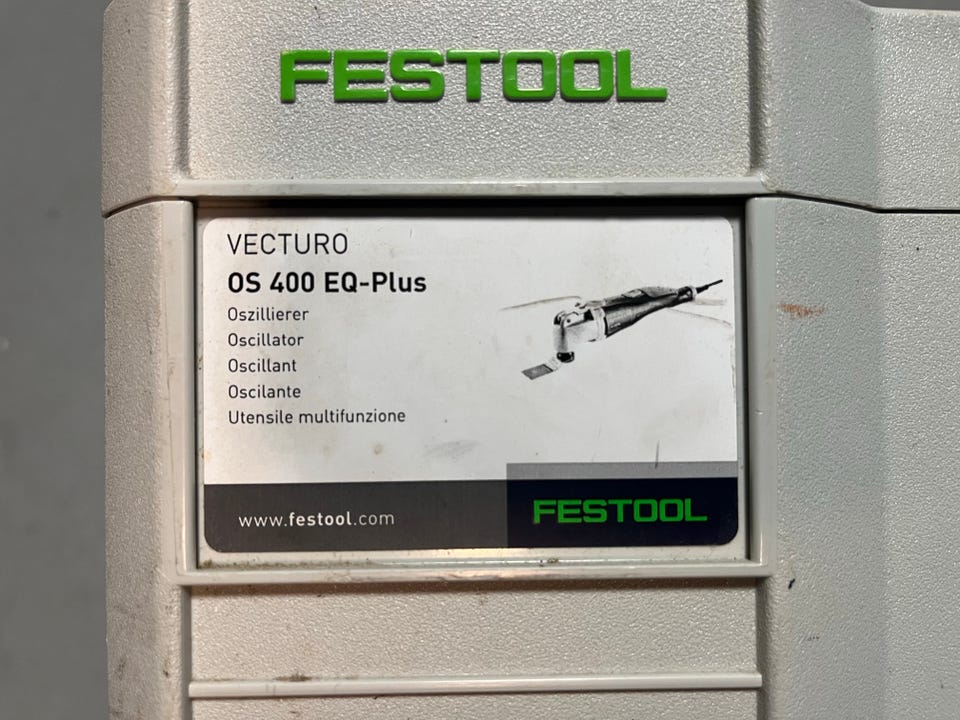 FESTOOL
VECTURO
OS 400 EQ-Plus
Oszillierer
Oscillator
Oscillant
Oscilante
Utensile multifunzione
www.festool.com
FESTOOL